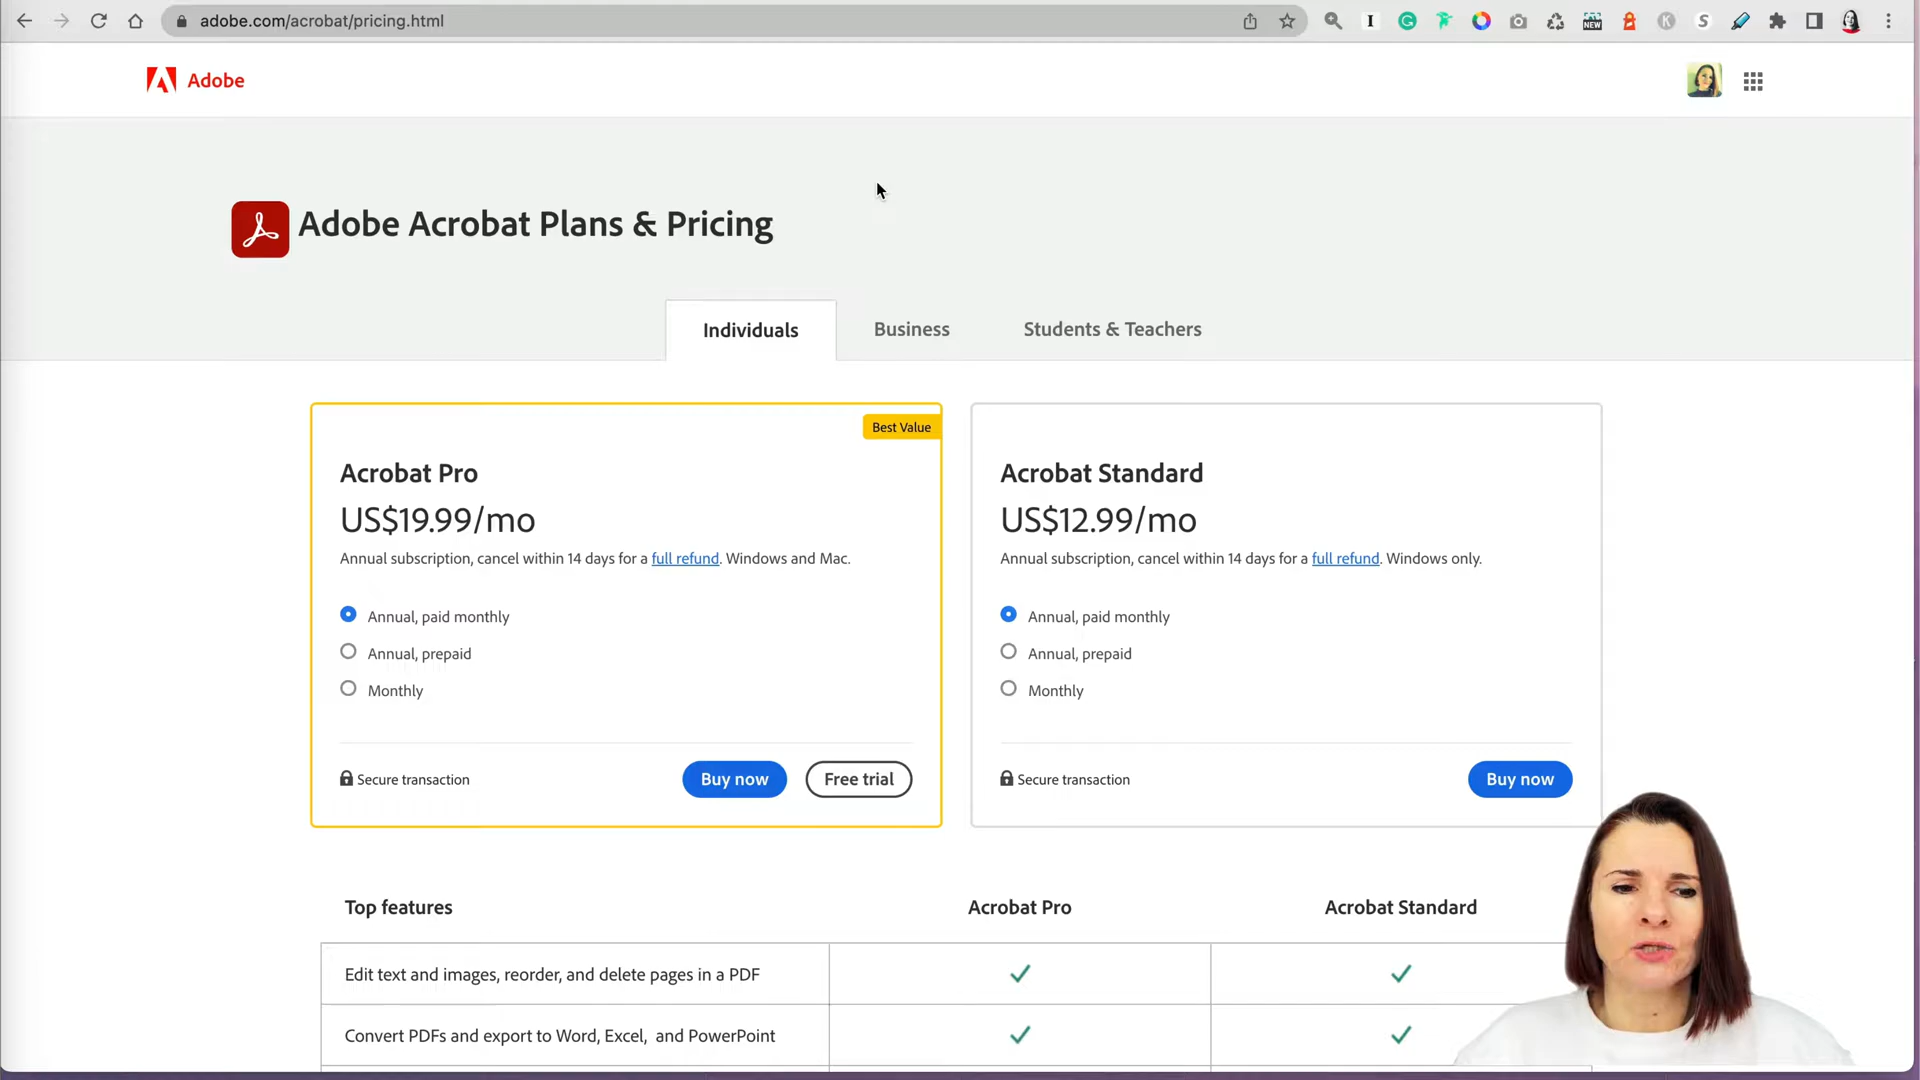 adobe.com/acrobat/pricing.html
NEW
Adobe
Adobe Acrobat Plans & Pricing
Individuals
Business
Students & Teachers
Best Value
Acrobat Pro
US$19.99/mo
Annual subscription, cancel within 14 days for a full refund. Windows and Mac.
Annual, paid monthly
Annual, prepaid
Monthly
Secure transaction
Buy now
Free trial
Acrobat Standard
US$12.99/mo
Annual subscription, cancel within 14 days for a full refund. Windows only.
Annual, paid monthly
Annual, prepaid
Monthly
Secure transaction
Buy now
Top features
Acrobat Pro
Acrobat Standard
Edit text and images, reorder, and delete pages in a PDF
Convert PDFs and export to Word, Excel, and PowerPoint